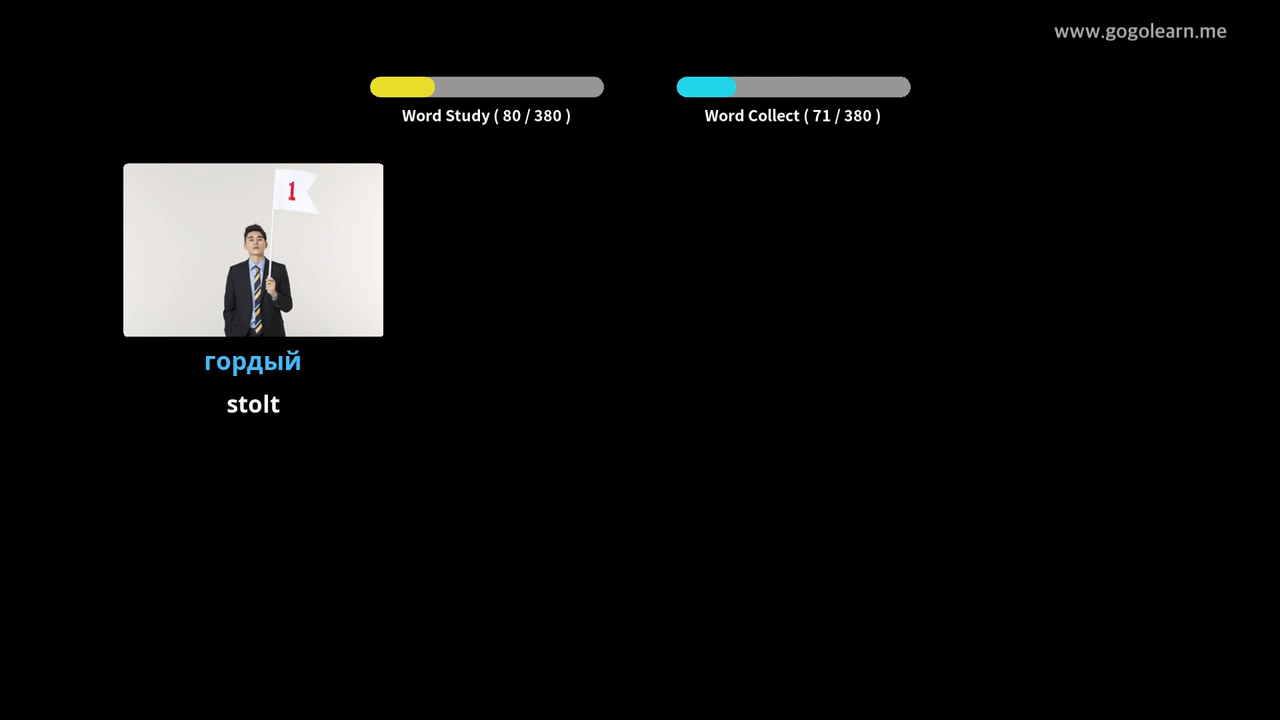 www.gogolearn.me
Word Study ( 80 / 380 )
Word Collect ( 71 / 380 )
1
гордый
stolt